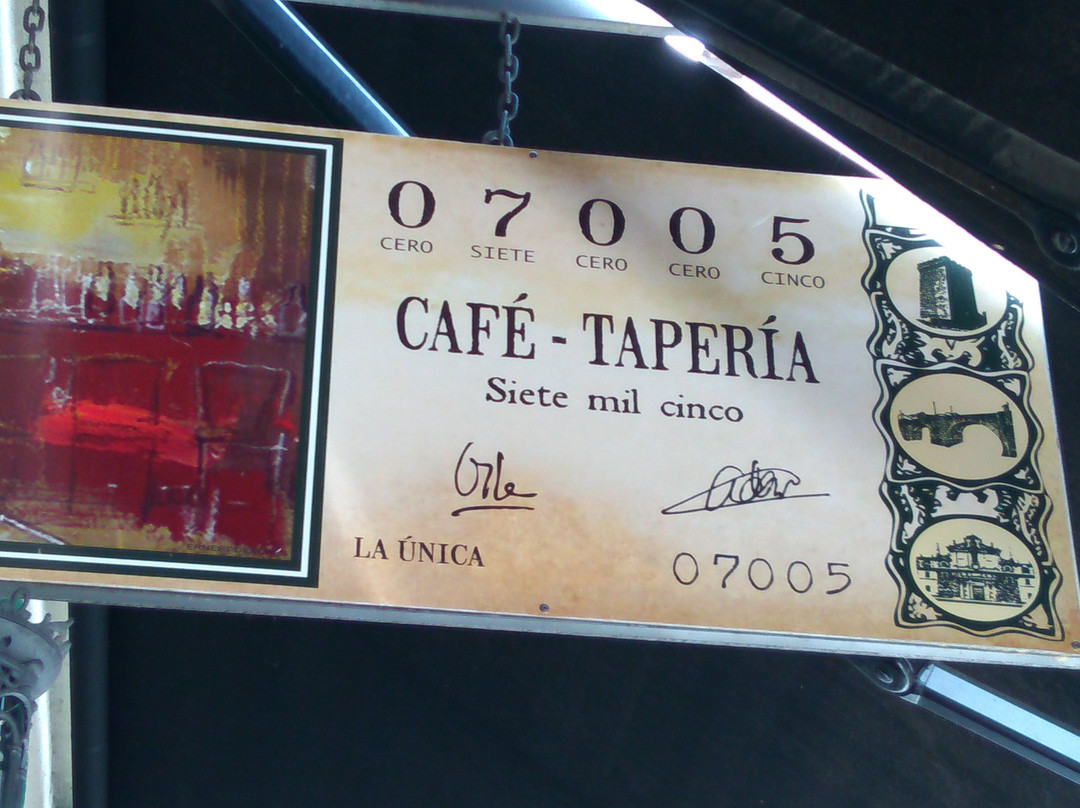 0 7 0 0 5
CERO SIETE CERO CERO CINCO
CAFÉ - TAPERÍA
Siete mil cinco
LA ÚNICA
07005